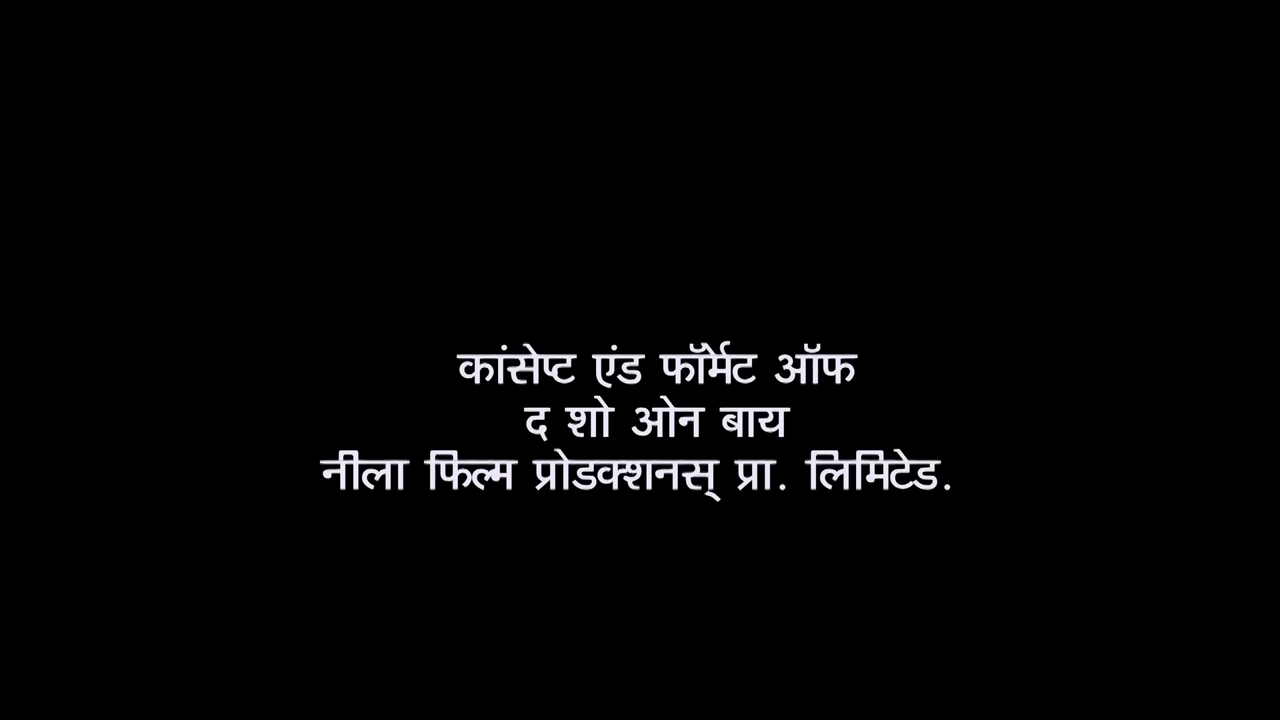 कांसेप्ट एंड फॉर्मेट ऑफ
द शो ओन बाय
नीला फिल्म प्रोडक्शनस् प्रा. लिमिटेड.